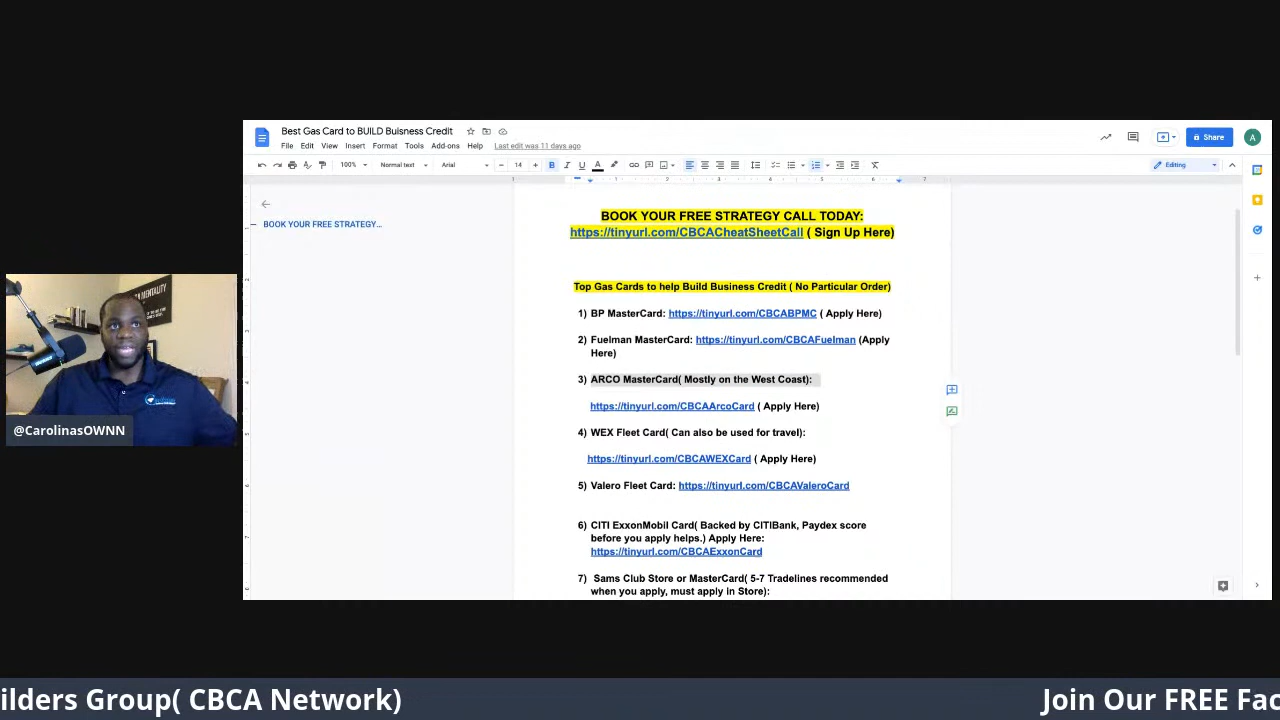 Best Gas Card to BUILD Buisness Credit
File Edit View Insert Format Tools Add-ons Help Last edit was 11 days ago
Share
A
100% Normal text Arial 14 Editing
BOOK YOUR FREE STRATEGY...
BOOK YOUR FREE STRATEGY CALL TODAY:
https://tinyurl.com/CBCACheatSheetCall ( Sign Up Here)
Top Gas Cards to help Build Business Credit ( No Particular Order)
1) BP MasterCard: https://tinyurl.com/CBCABPMC ( Apply Here)
2) Fuelman MasterCard: https://tinyurl.com/CBCAFuelman (Apply
Here)
3) ARCO MasterCard( Mostly on the West Coast):
https://tinyurl.com/CBCAArcoCard ( Apply Here)
4) WEX Fleet Card( Can also be used for travel):
https://tinyurl.com/CBCAWEXCard ( Apply Here)
5) Valero Fleet Card: https://tinyurl.com/CBCAValeroCard
6) CITI ExxonMobil Card( Backed by CITIBank, Paydex score
before you apply helps.) Apply Here:
https://tinyurl.com/CBCAExxonCard
7) Sams Club Store or MasterCard( 5-7 Tradelines recommended
when you apply, must apply in Store):
@CarolinasOWNN
ilders Group( CBCA Network)
Join Our FREE Fac